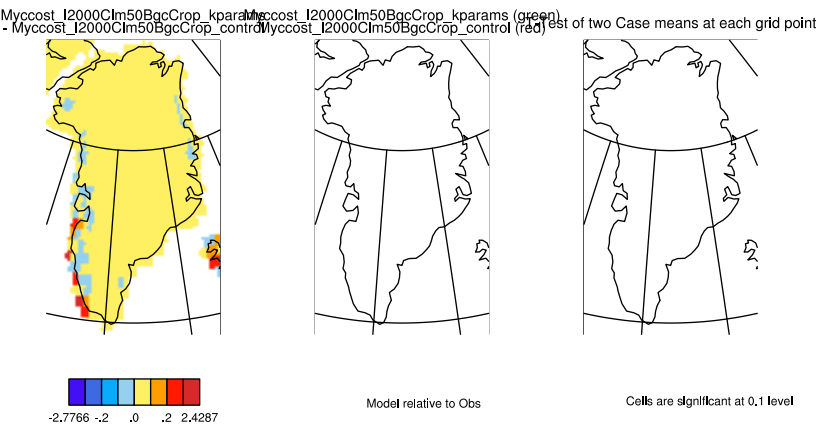 Myccost_I2000Clm50BgcCrop_kparams
- Myccost_I2000Clm50BgcCrop_control
Myccost_I2000Clm50BgcCrop_kparams (green)
Myccost_I2000Clm50BgcCrop_control (red)
T-Test of two Case means at each grid point
-2.7766 -.2 .0 .2 2.4287
Model relative to Obs
Cells are significant at 0.1 level